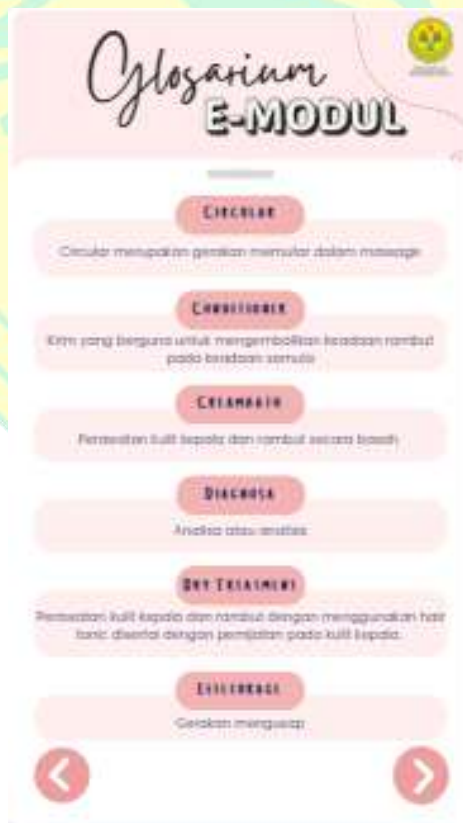 Glosarium
E-MODUL
CIRCULAR
Circular merupakan gerakan memutar dalam massage
CONDITIONER
Krim yang berguna untuk mengembalikan keadaan rambut
pada keadaan semula
CREAMBATH
Perawatan kulit kepala dan rambut secara basah
DIAGNOSA
Analisa atau analisis
DRY TREATMENT
Perawatan kulit kepala dan rambut dengan menggunakan hair
tonic disertai dengan pemijatan pada kulit kepala.
EFFLURAGE
Gerakan mengusap